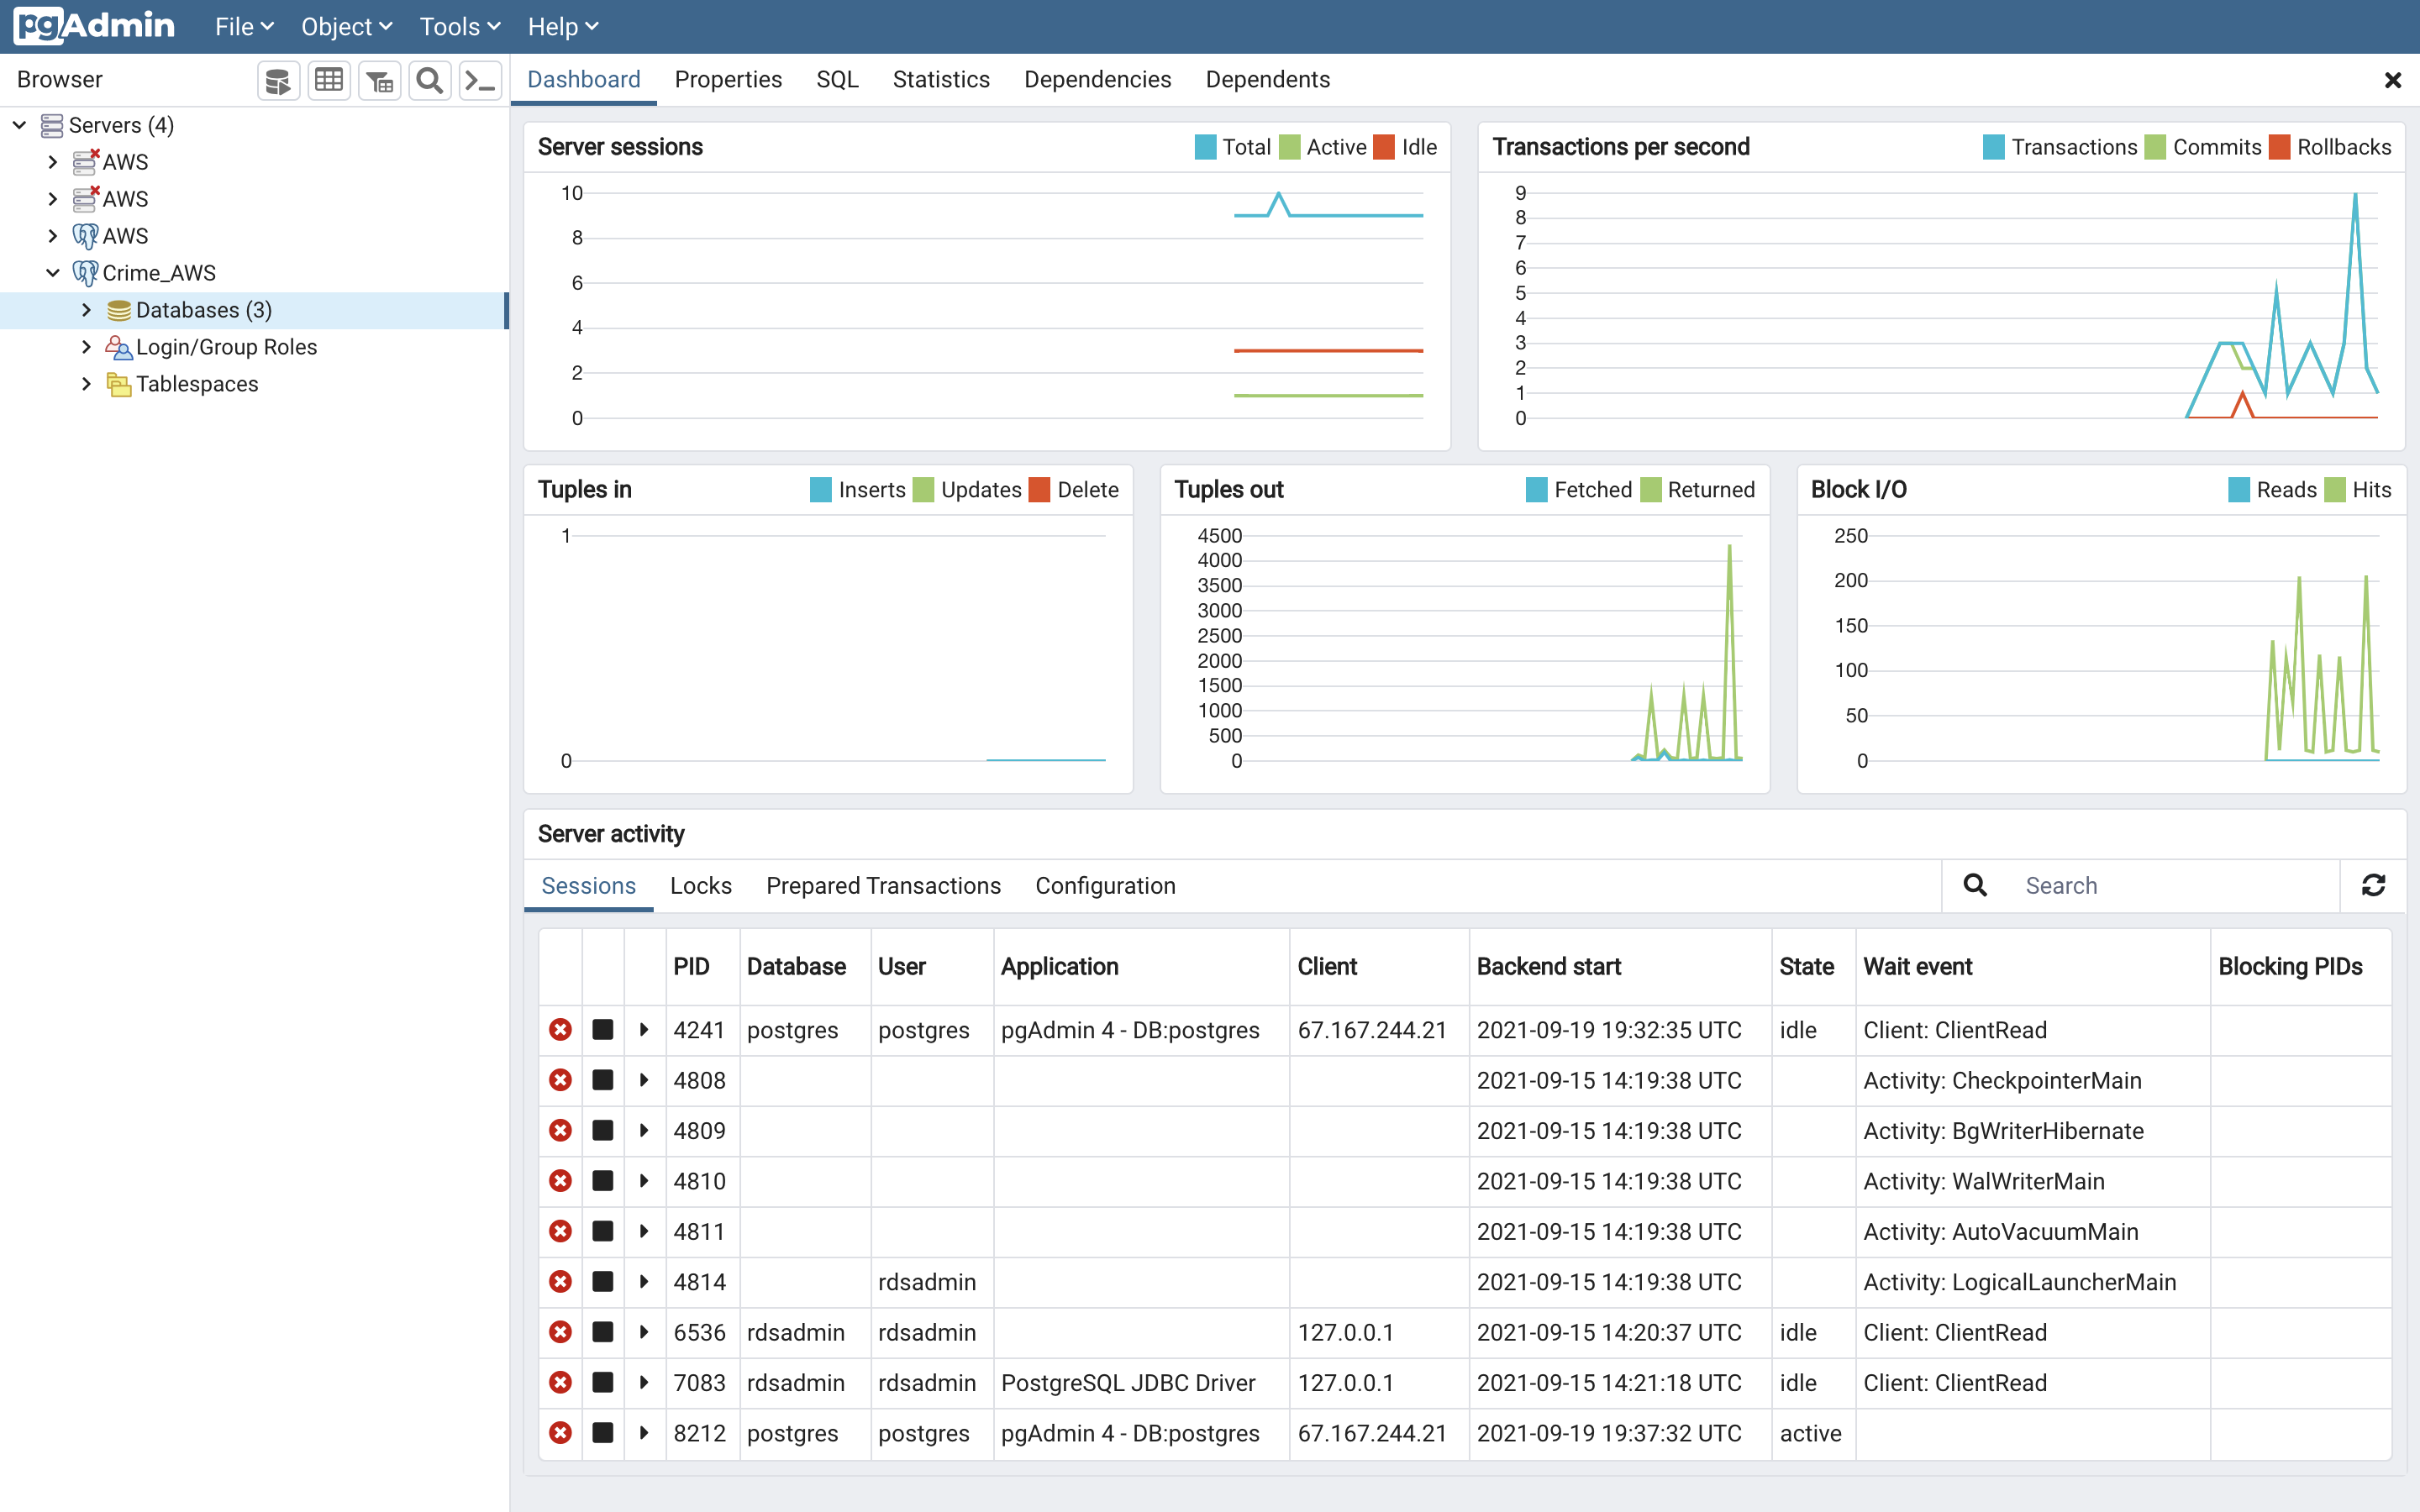 pgAdmin File Object Tools Help
Browser
Dashboard Properties SQL Statistics Dependencies Dependents
Servers (4)
AWS
AWS
AWS
Crime_AWS
Databases (3)
Login/Group Roles
Tablespaces
Server sessions Total Active Idle
10
8
6
4
2
0
Transactions per second Transactions Commits Rollbacks
9
8
7
6
5
4
3
2
1
0
Tuples in Inserts Updates Delete
1
0
Tuples out Fetched Returned
4500
4000
3500
3000
2500
2000
1500
1000
500
0
Block I/O Reads Hits
250
200
150
100
50
0
Server activity
Sessions Locks Prepared Transactions Configuration Search
PID Database User Application Client Backend start State Wait event Blocking PIDs
4241 postgres postgres pgAdmin 4 - DB:postgres 67.167.244.21 2021-09-19 19:32:35 UTC idle Client: ClientRead
4808 2021-09-15 14:19:38 UTC Activity: CheckpointerMain
4809 2021-09-15 14:19:38 UTC Activity: BgWriterHibernate
4810 2021-09-15 14:19:38 UTC Activity: WalWriterMain
4811 2021-09-15 14:19:38 UTC Activity: AutoVacuumMain
4814 rdsadmin 2021-09-15 14:19:38 UTC Activity: LogicalLauncherMain
6536 rdsadmin rdsadmin 127.0.0.1 2021-09-15 14:20:37 UTC idle Client: ClientRead
7083 rdsadmin rdsadmin PostgreSQL JDBC Driver 127.0.0.1 2021-09-15 14:21:18 UTC idle Client: ClientRead
8212 postgres postgres pgAdmin 4 - DB:postgres 67.167.244.21 2021-09-19 19:37:32 UTC active